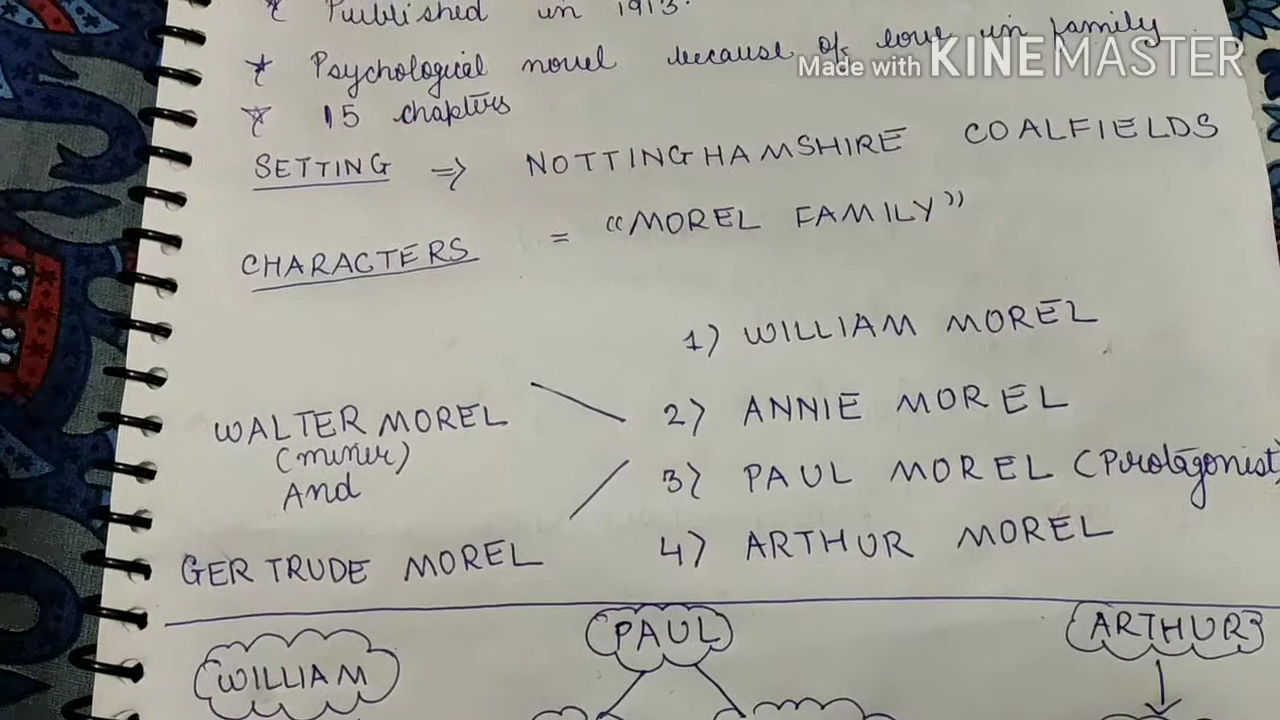 ☆ Published in 1913.
☆ Psychological novel because of love in family
Made with KINEMASTER
☆ 15 chapters
SETTING => NOTTINGHAMSHIRE COALFIELDS
CHARACTERS = "MOREL FAMILY"
1) WILLIAM MOREL
WALTER MOREL
(miner)
And
GERTRUDE MOREL
2) ANNIE MOREL
3) PAUL MOREL (Protagonist)
4) ARTHUR MOREL
WILLIAM
PAUL
ARTHUR